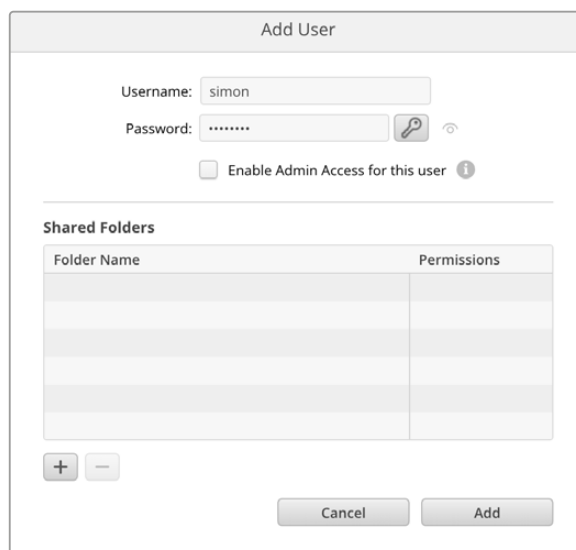 Add User
Username: simon
Password: ••••••••
Enable Admin Access for this user
Shared Folders
Folder Name Permissions
Cancel Add